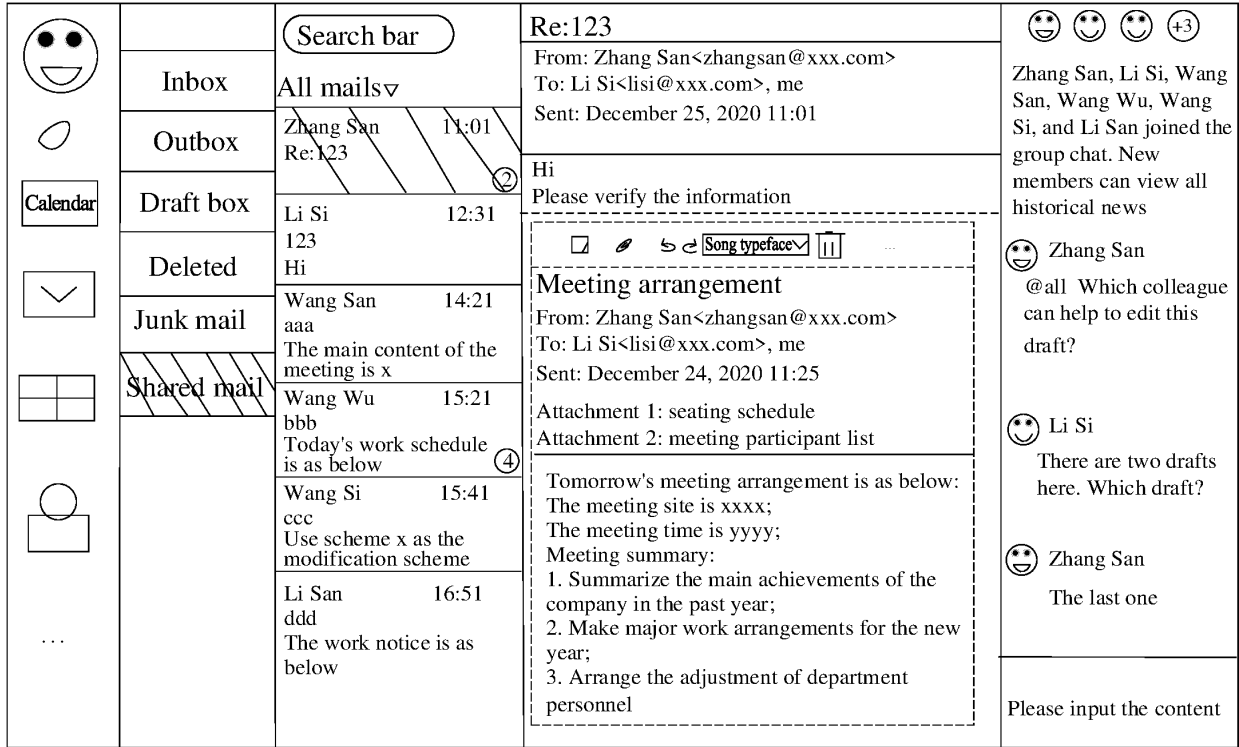 Calendar
...
Inbox
Outbox
Draft box
Deleted
Junk mail
Shared mail
Search bar
All mails▿
Zhang San 11:01
Re:123
2
Li Si 12:31
123
Hi
Wang San 14:21
aaa
The main content of the
meeting is x
Wang Wu 15:21
bbb
Today's work schedule
is as below
4
Wang Si 15:41
ccc
Use scheme x as the
modification scheme
Li San 16:51
ddd
The work notice is as
below
Re:123
From: Zhang San<zhangsan@xxx.com>
To: Li Si<lisi@xxx.com>, me
Sent: December 25, 2020 11:01
Hi
Please verify the information
Song typeface
...
Meeting arrangement
From: Zhang San<zhangsan@xxx.com>
To: Li Si<lisi@xxx.com>, me
Sent: December 24, 2020 11:25
Attachment 1: seating schedule
Attachment 2: meeting participant list
Tomorrow's meeting arrangement is as below:
The meeting site is xxxx;
The meeting time is yyyy;
Meeting summary:
1. Summarize the main achievements of the
company in the past year;
2. Make major work arrangements for the new
year;
3. Arrange the adjustment of department
personnel
+3
Zhang San, Li Si, Wang
San, Wang Wu, Wang
Si, and Li San joined the
group chat. New
members can view all
historical news
Zhang San
@all Which colleague
can help to edit this
draft?
Li Si
There are two drafts
here. Which draft?
Zhang San
The last one
Please input the content